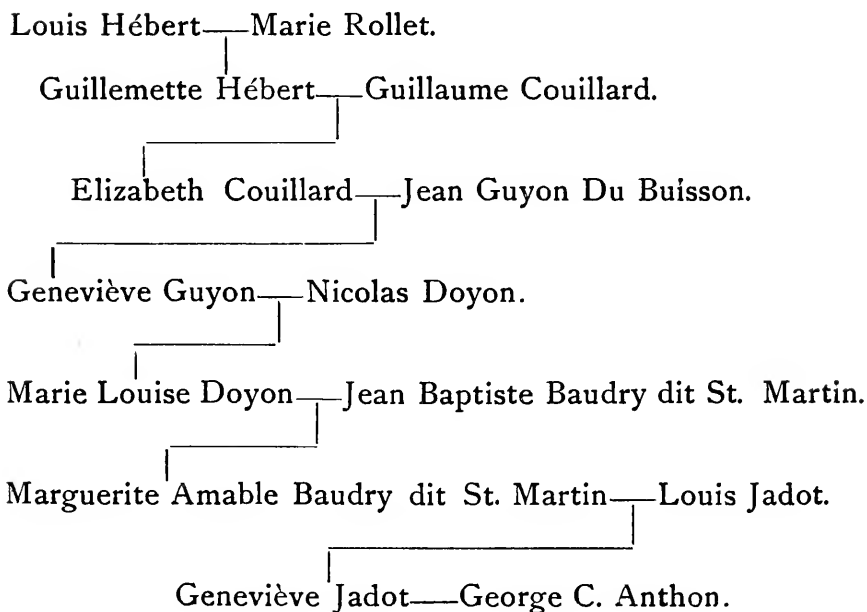 Louis Hébert—Marie Rollet.
Guillemette Hébert—Guillaume Couillard.
Elizabeth Couillard—Jean Guyon Du Buisson.
Geneviève Guyon—Nicolas Doyon.
Marie Louise Doyon—Jean Baptiste Baudry dit St. Martin.
Marguerite Amable Baudry dit St. Martin—Louis Jadot.
Geneviève Jadot—George C. Anthon.